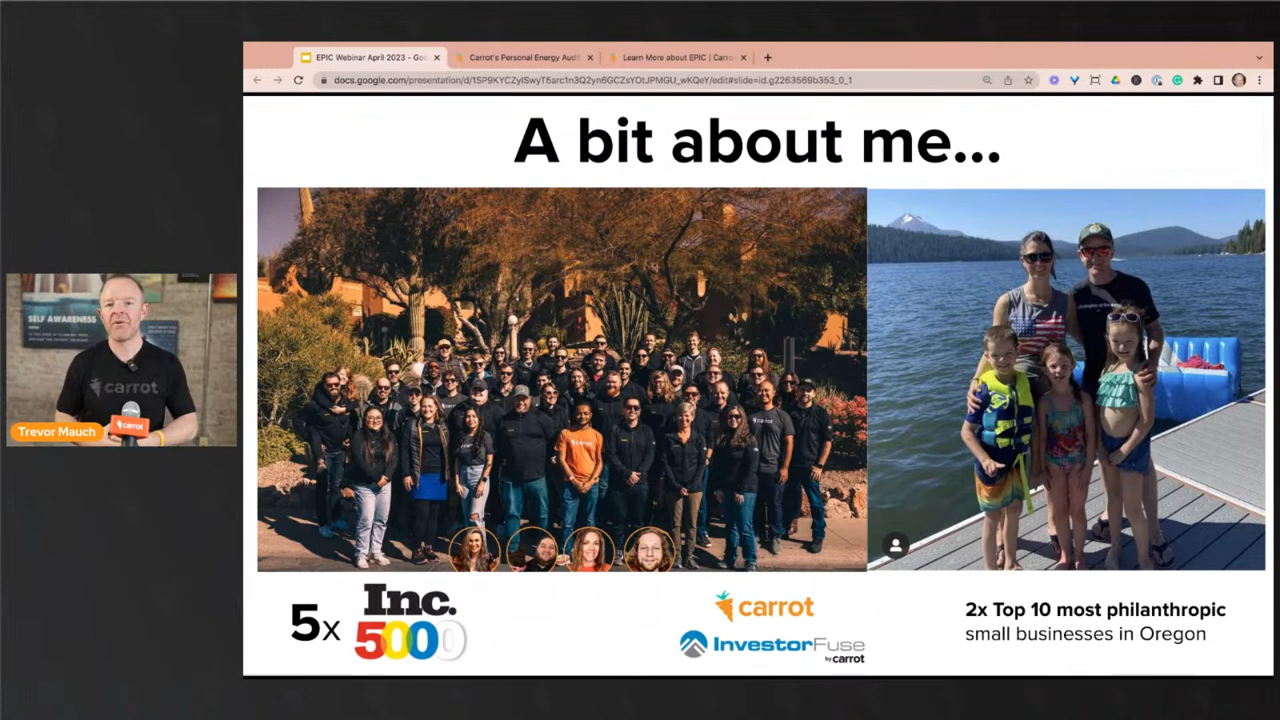 EPIC Webinar April 2023 - Goo
Carrot's Personal Energy Audi
Learn More about EPIC | Carro
docs.google.com/presentation/d/1SP9KYCZylSwyT6arc1n3Q2yn6GCZsYOtJPMGU_wKQeY/edit#slide=id.g2263569b353_0_1
A bit about me...
SELF AWARENESS
carrot
carrot
Trevor Mauch
5x
Inc.
5000
carrot
InvestorFuse
by carrot
2x Top 10 most philanthropic
small businesses in Oregon